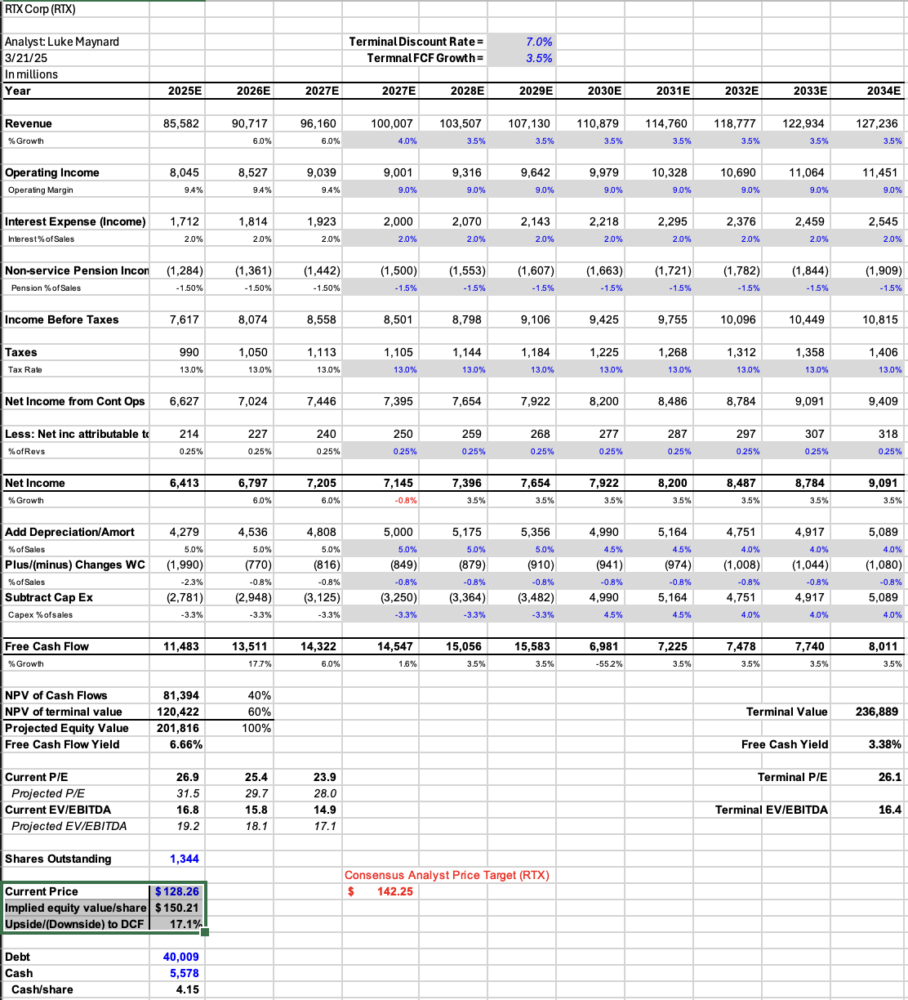 RTX Corp (RTX)
Analyst: Luke Maynard Terminal Discount Rate = 7.0%
3/21/25 Termnal FCF Growth = 3.5%
In millions
Year 2025E 2026E 2027E 2027E 2028E 2029E 2030E 2031E 2032E 2033E 2034E
Revenue 85,582 90,717 96,160 100,007 103,507 107,130 110,879 114,760 118,777 122,934 127,236
% Growth 6.0% 6.0% 4.0% 3.5% 3.5% 3.5% 3.5% 3.5% 3.5% 3.5%
Operating Income 8,045 8,527 9,039 9,001 9,316 9,642 9,979 10,328 10,690 11,064 11,451
Operating Margin 9.4% 9.4% 9.4% 9.0% 9.0% 9.0% 9.0% 9.0% 9.0% 9.0% 9.0%
Interest Expense (Income) 1,712 1,814 1,923 2,000 2,070 2,143 2,218 2,295 2,376 2,459 2,545
Interest % of Sales 2.0% 2.0% 2.0% 2.0% 2.0% 2.0% 2.0% 2.0% 2.0% 2.0% 2.0%
Non-service Pension Incon (1,284) (1,361) (1,442) (1,500) (1,553) (1,607) (1,663) (1,721) (1,782) (1,844) (1,909)
Pension % of Sales -1.50% -1.50% -1.50% -1.5% -1.5% -1.5% -1.5% -1.5% -1.5% -1.5% -1.5%
Income Before Taxes 7,617 8,074 8,558 8,501 8,798 9,106 9,425 9,755 10,096 10,449 10,815
Taxes 990 1,050 1,113 1,105 1,144 1,184 1,225 1,268 1,312 1,358 1,406
Tax Rate 13.0% 13.0% 13.0% 13.0% 13.0% 13.0% 13.0% 13.0% 13.0% 13.0% 13.0%
Net Income from Cont Ops 6,627 7,024 7,446 7,395 7,654 7,922 8,200 8,486 8,784 9,091 9,409
Less: Net inc attributable to 214 227 240 250 259 268 277 287 297 307 318
% of Revs 0.25% 0.25% 0.25% 0.25% 0.25% 0.25% 0.25% 0.25% 0.25% 0.25% 0.25%
Net Income 6,413 6,797 7,205 7,145 7,396 7,654 7,922 8,200 8,487 8,784 9,091
% Growth 6.0% 6.0% -0.8% 3.5% 3.5% 3.5% 3.5% 3.5% 3.5% 3.5%
Add Depreciation/Amort 4,279 4,536 4,808 5,000 5,175 5,356 4,990 5,164 4,751 4,917 5,089
% of Sales 5.0% 5.0% 5.0% 5.0% 5.0% 5.0% 4.5% 4.5% 4.0% 4.0% 4.0%
Plus/(minus) Changes WC (1,990) (770) (816) (849) (879) (910) (941) (974) (1,008) (1,044) (1,080)
% of Sales -2.3% -0.8% -0.8% -0.8% -0.8% -0.8% -0.8% -0.8% -0.8% -0.8% -0.8%
Subtract Cap Ex (2,781) (2,948) (3,125) (3,250) (3,364) (3,482) 4,990 5,164 4,751 4,917 5,089
Capex % of sales -3.3% -3.3% -3.3% -3.3% -3.3% -3.3% 4.5% 4.5% 4.0% 4.0% 4.0%
Free Cash Flow 11,483 13,511 14,322 14,547 15,056 15,583 6,981 7,225 7,478 7,740 8,011
% Growth 17.7% 6.0% 1.6% 3.5% 3.5% -55.2% 3.5% 3.5% 3.5% 3.5%
NPV of Cash Flows 81,394 40%
NPV of terminal value 120,422 60% Terminal Value 236,889
Projected Equity Value 201,816 100%
Free Cash Flow Yield 6.66% Free Cash Yield 3.38%
Current P/E 26.9 25.4 23.9 Terminal P/E 26.1
Projected P/E 31.5 29.7 28.0
Current EV/EBITDA 16.8 15.8 14.9 Terminal EV/EBITDA 16.4
Projected EV/EBITDA 19.2 18.1 17.1
Shares Outstanding 1,344
Consensus Analyst Price Target (RTX)
Current Price $ 128.26 $ 142.25
Implied equity value/share $ 150.21
Upside/(Downside) to DCF 17.1%
Debt 40,009
Cash 5,578
Cash/share 4.15